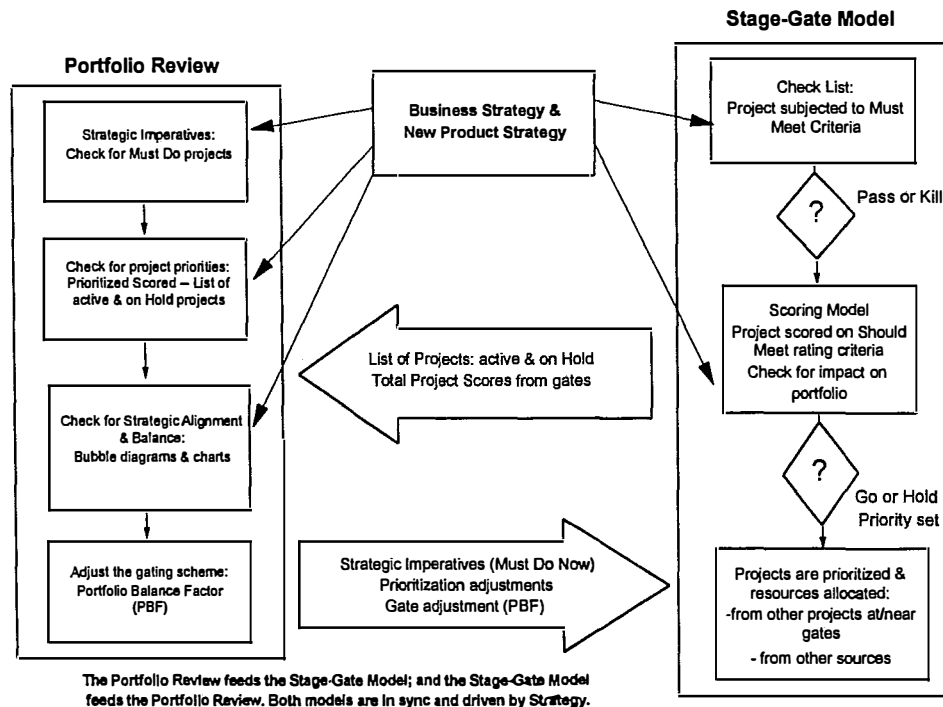 Stage-Gate Model
Portfolio Review
Business Strategy &
New Product Strategy
Strategic Imperatives:
Check for Must Do projects
Check for project priorities:
Prioritized Scored – List of
active & on Hold projects
Check for Strategic Alignment
& Balance:
Bubble diagrams & charts
Adjust the gating scheme:
Portfolio Balance Factor
(PBF)
List of Projects: active & on Hold
Total Project Scores from gates
Strategic Imperatives (Must Do Now)
Prioritization adjustments
Gate adjustment (PBF)
Check List:
Project subjected to Must
Meet Criteria
?
Pass or Kill
Scoring Model
Project scored on Should
Meet rating criteria
Check for impact on
portfolio
?
Go or Hold
Priority set
Projects are prioritized &
resources allocated:
-from other projects at/near
gates
- from other sources
The Portfolio Review feeds the Stage-Gate Model; and the Stage-Gate Model
feeds the Portfolio Review. Both models are in sync and driven by Strategy.